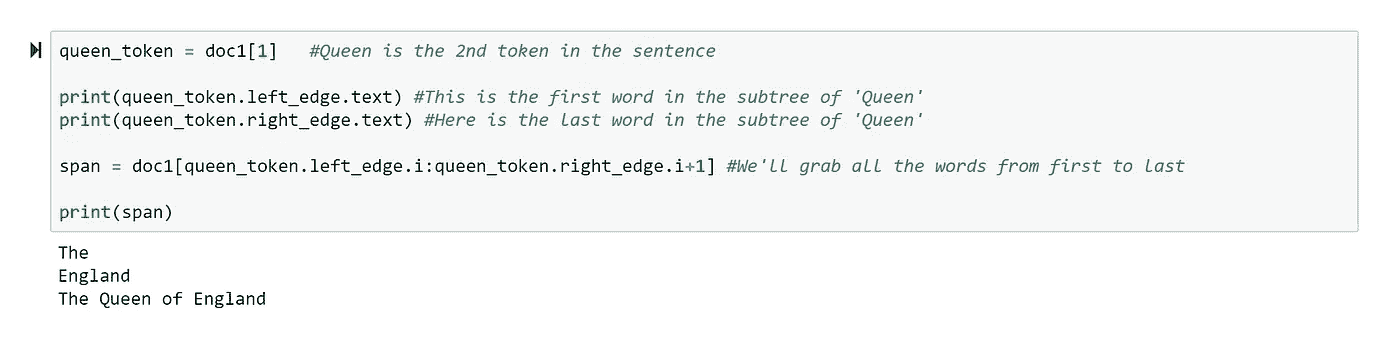 queen_token = doc1[1]   #Queen is the 2nd token in the sentence
print(queen_token.left_edge.text) #This is the first word in the subtree of 'Queen'
print(queen_token.right_edge.text) #Here is the last word in the subtree of 'Queen'
span = doc1[queen_token.left_edge.i:queen_token.right_edge.i+1] #We'll grab all the words from first to last
print(span)
The
England
The Queen of England